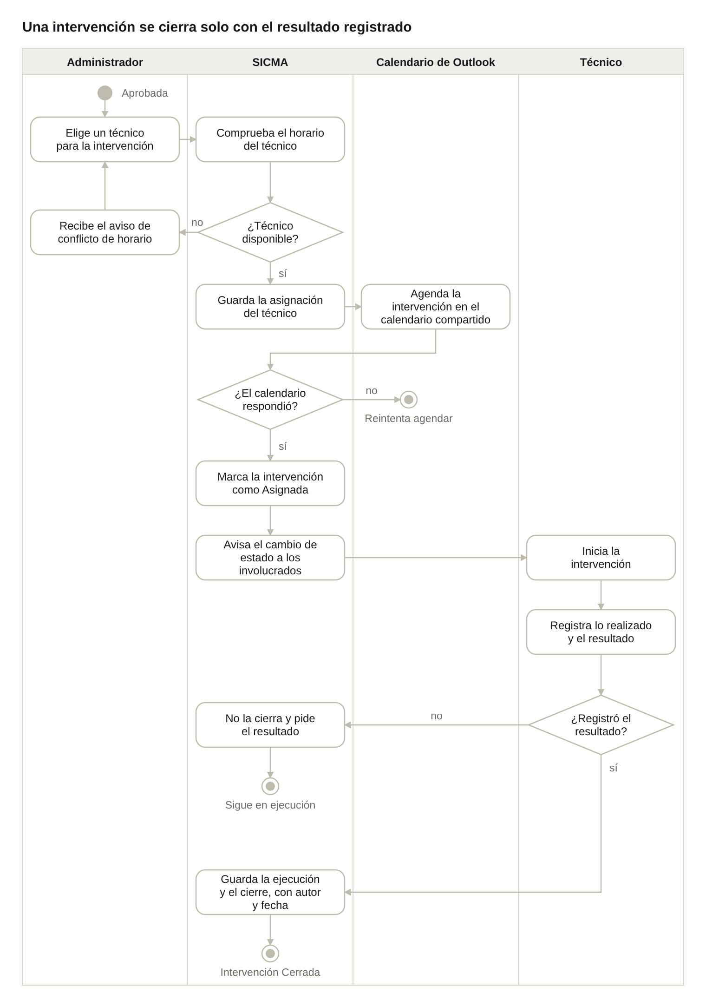 Una intervención se cierra solo con el resultado registrado
Administrador
SICMA
Calendario de Outlook
Técnico
Aprobada
Elige un técnico
para la intervención
Comprueba el horario
del técnico
Recibe el aviso de
conflicto de horario
no
¿Técnico
disponible?
sí
Guarda la asignación
del técnico
Agenda la
intervención en el
calendario compartido
¿El calendario
respondió?
no
Reintenta agendar
sí
Marca la intervención
como Asignada
Avisa el cambio de
estado a los
involucrados
Inicia la
intervención
Registra lo realizado
y el resultado
¿Registró el
resultado?
no
No la cierra y pide
el resultado
sí
Sigue en ejecución
Guarda la ejecución
y el cierre, con autor
y fecha
Intervención Cerrada